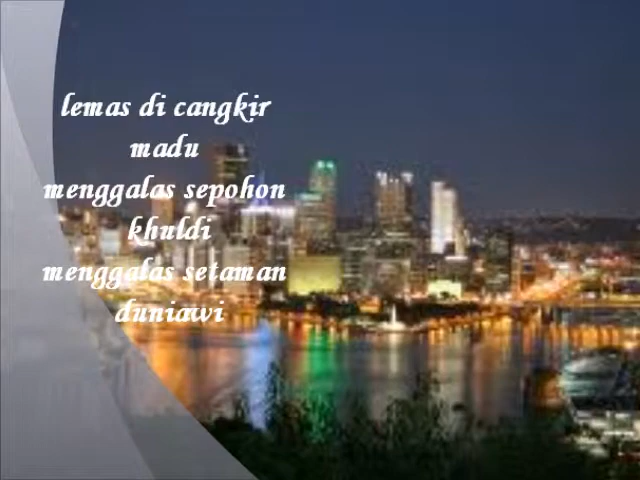 lemas di cangkir
madu
menggalas sepohon
khuldi
menggalas setaman
duniawi